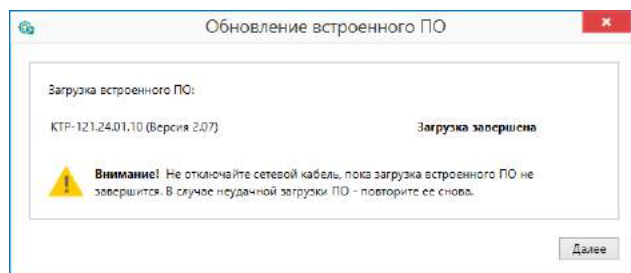 Обновление встроенного ПО
Загрузка встроенного ПО:
КТР-121.24.01.10 (Версия 2.07) Загрузка завершена
Внимание! Не отключайте сетевой кабель, пока загрузка встроенного ПО не
завершится. В случае неудачной загрузки ПО - повторите ее снова.
Далее